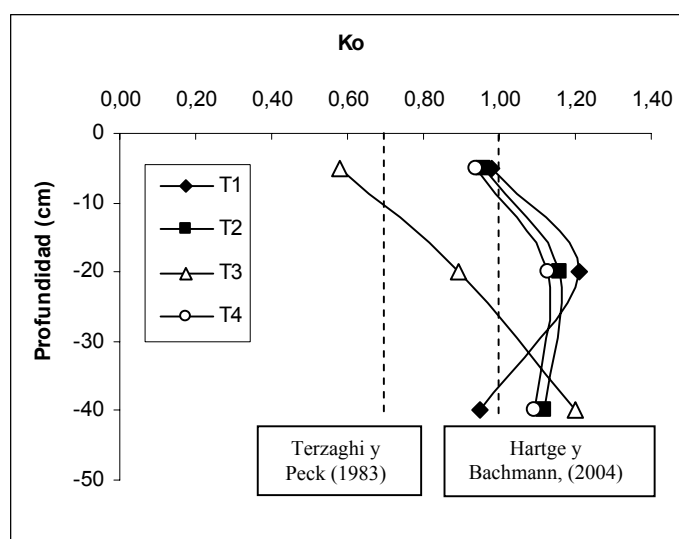 Ko
0,00 0,20 0,40 0,60 0,80 1,00 1,20 1,40
0
-10
-20
-30
-40
-50
Profundidad (cm)
T1
T2
T3
T4
Terzaghi y
Peck (1983)
Hartge y
Bachmann, (2004)